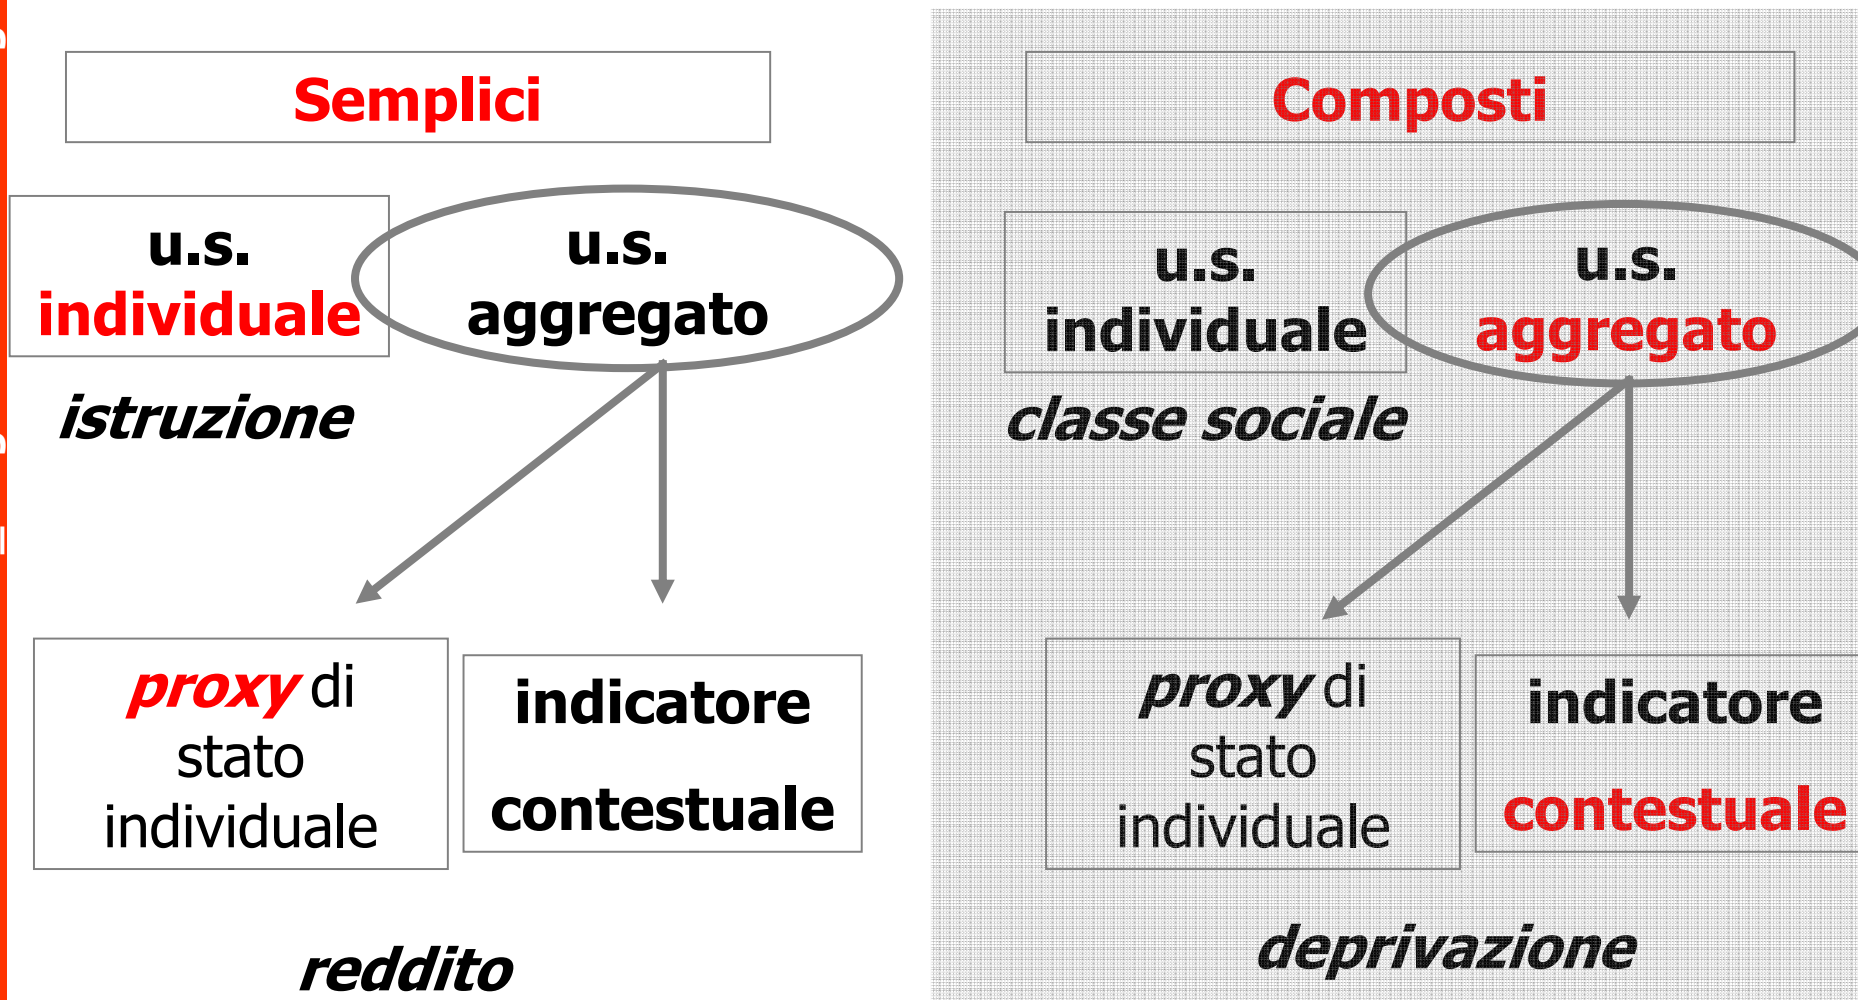 Semplici
u.s.
individuale
u.s.
aggregato
istruzione
proxy di
stato
individuale
indicatore
contestuale
reddito
Composti
u.s.
individuale
u.s.
aggregato
classe sociale
proxy di
stato
individuale
indicatore
contestuale
deprivazione